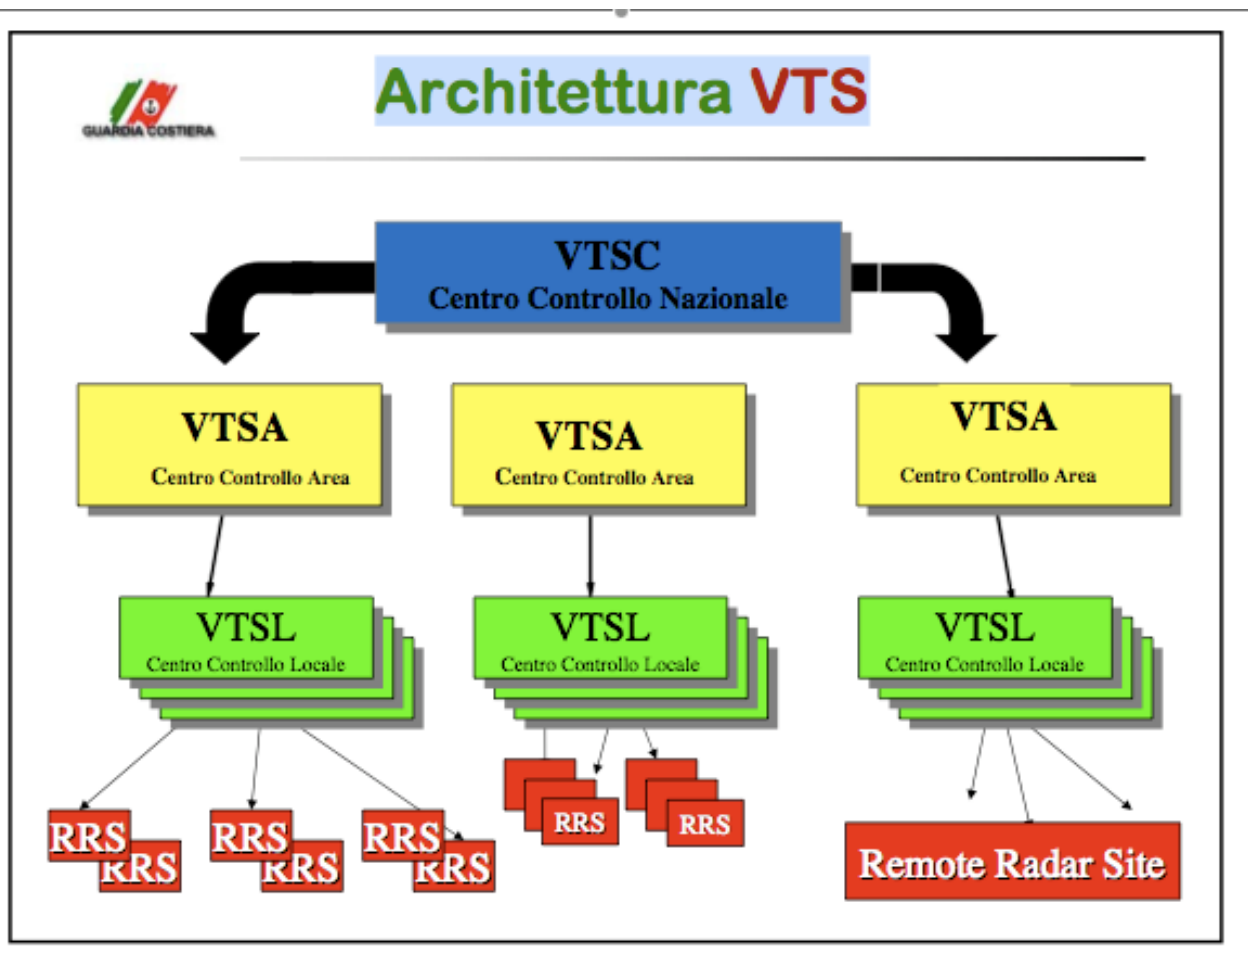 GUARDIA COSTIERA
Architettura VTS
VTSC
Centro Controllo Nazionale
VTSA
Centro Controllo Area
VTSA
Centro Controllo Area
VTSA
Centro Controllo Area
VTSL
Centro Controllo Locale
VTSL
Centro Controllo Locale
VTSL
Centro Controllo Locale
RRS
RRS
RRS
RRS
RRS
RRS
RRS
RRS
Remote Radar Site